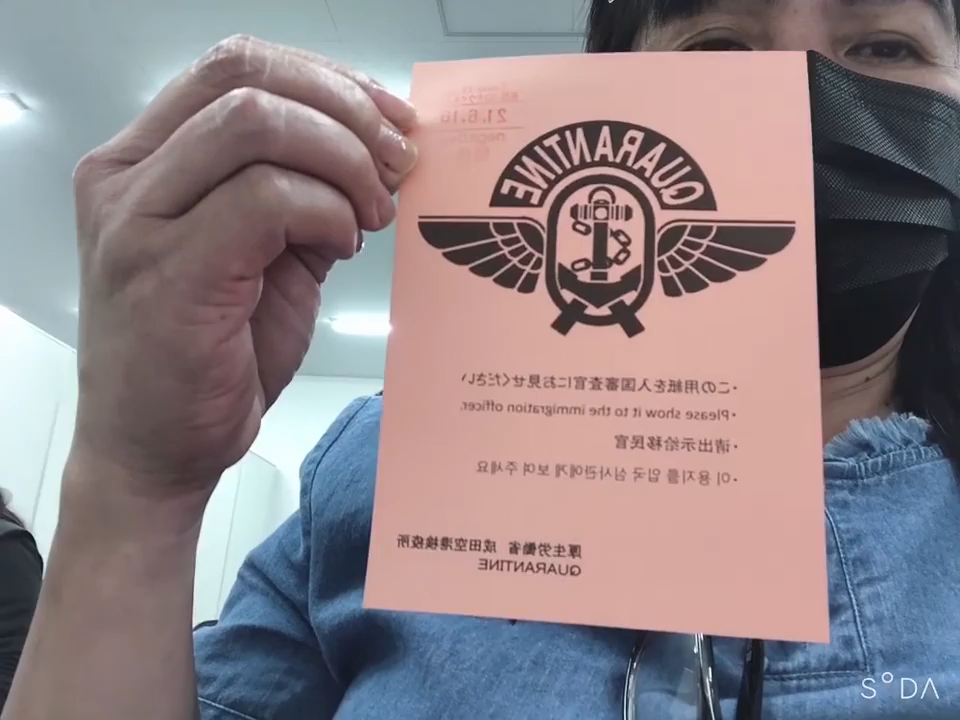 21.6.16
QUARANTINE
・この用紙を入国審査官にお見せください
・Please show it to the immigration officer.
・请出示给移民官
・이 용지를 입국 심사관에게 보여 주세요
厚生労働省 成田空港検疫所
QUARANTINE
SODA